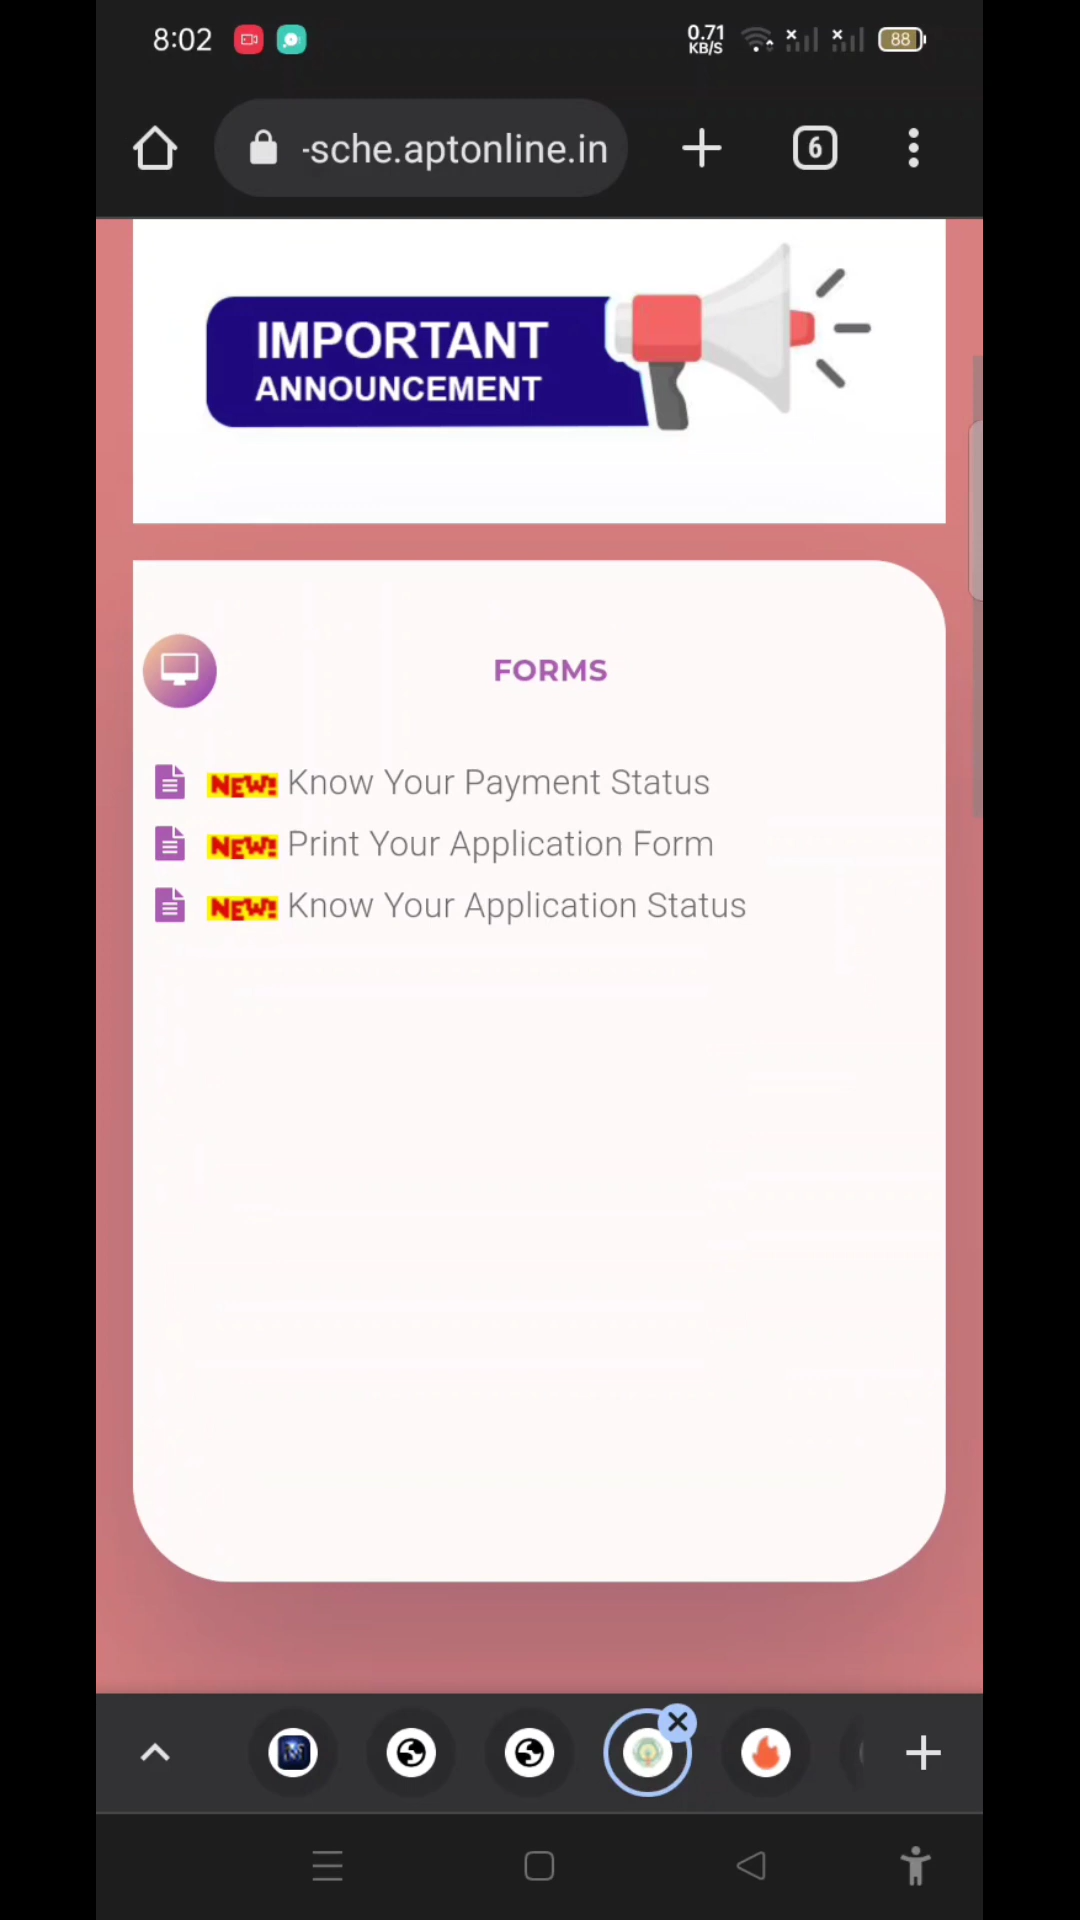 8:02
0.71
KB/S
88
-sche.aptonline.in
6
IMPORTANT
ANNOUNCEMENT
FORMS
NEW! Know Your Payment Status
NEW! Print Your Application Form
NEW! Know Your Application Status